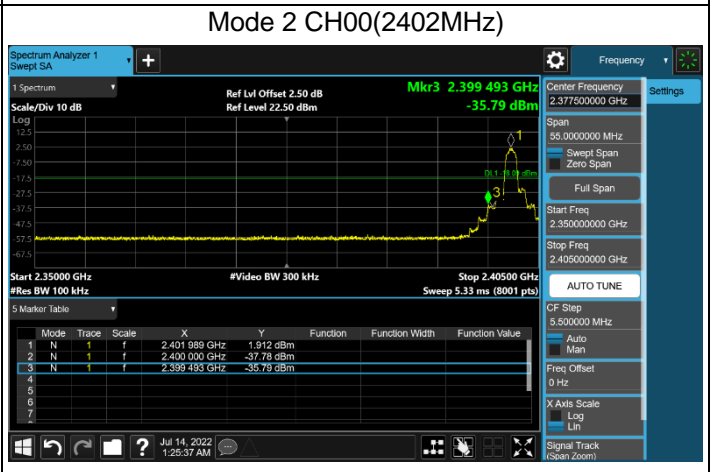 Mode 2 CH00(2402MHz)
Spectrum Analyzer 1
Swept SA
+
Frequency
1 Spectrum
Scale/Div 10 dB
Ref Lvl Offset 2.50 dB
Ref Level 22.50 dBm
Mkr3 2.399 493 GHz
-35.79 dBm
Log
12.5
2.50
-7.50
-17.5
-27.5
-37.5
-47.5
-57.5
-67.5
1
3
Start 2.35000 GHz
#Res BW 100 kHz
#Video BW 300 kHz
Stop 2.40500 GHz
Sweep 5.33 ms (8001 pts)
5 Marker Table
Mode Trace Scale X Y Function Function Width Function Value
1 N 1 f 2.401 989 GHz 1.912 dBm
2 N 1 f 2.400 000 GHz -37.78 dBm
3 N 1 f 2.399 493 GHz -35.79 dBm
4
5
6
7
Jul 14, 2022
1:25:37 AM
Center Frequency
2.377500000 GHz
Settings
Span
55.0000000 MHz
Swept Span
Zero Span
Full Span
Start Freq
2.350000000 GHz
Stop Freq
2.405000000 GHz
AUTO TUNE
CF Step
5.500000 MHz
Auto
Man
Freq Offset
0 Hz
X Axis Scale
Log
Lin
Signal Track
(Span Zoom)